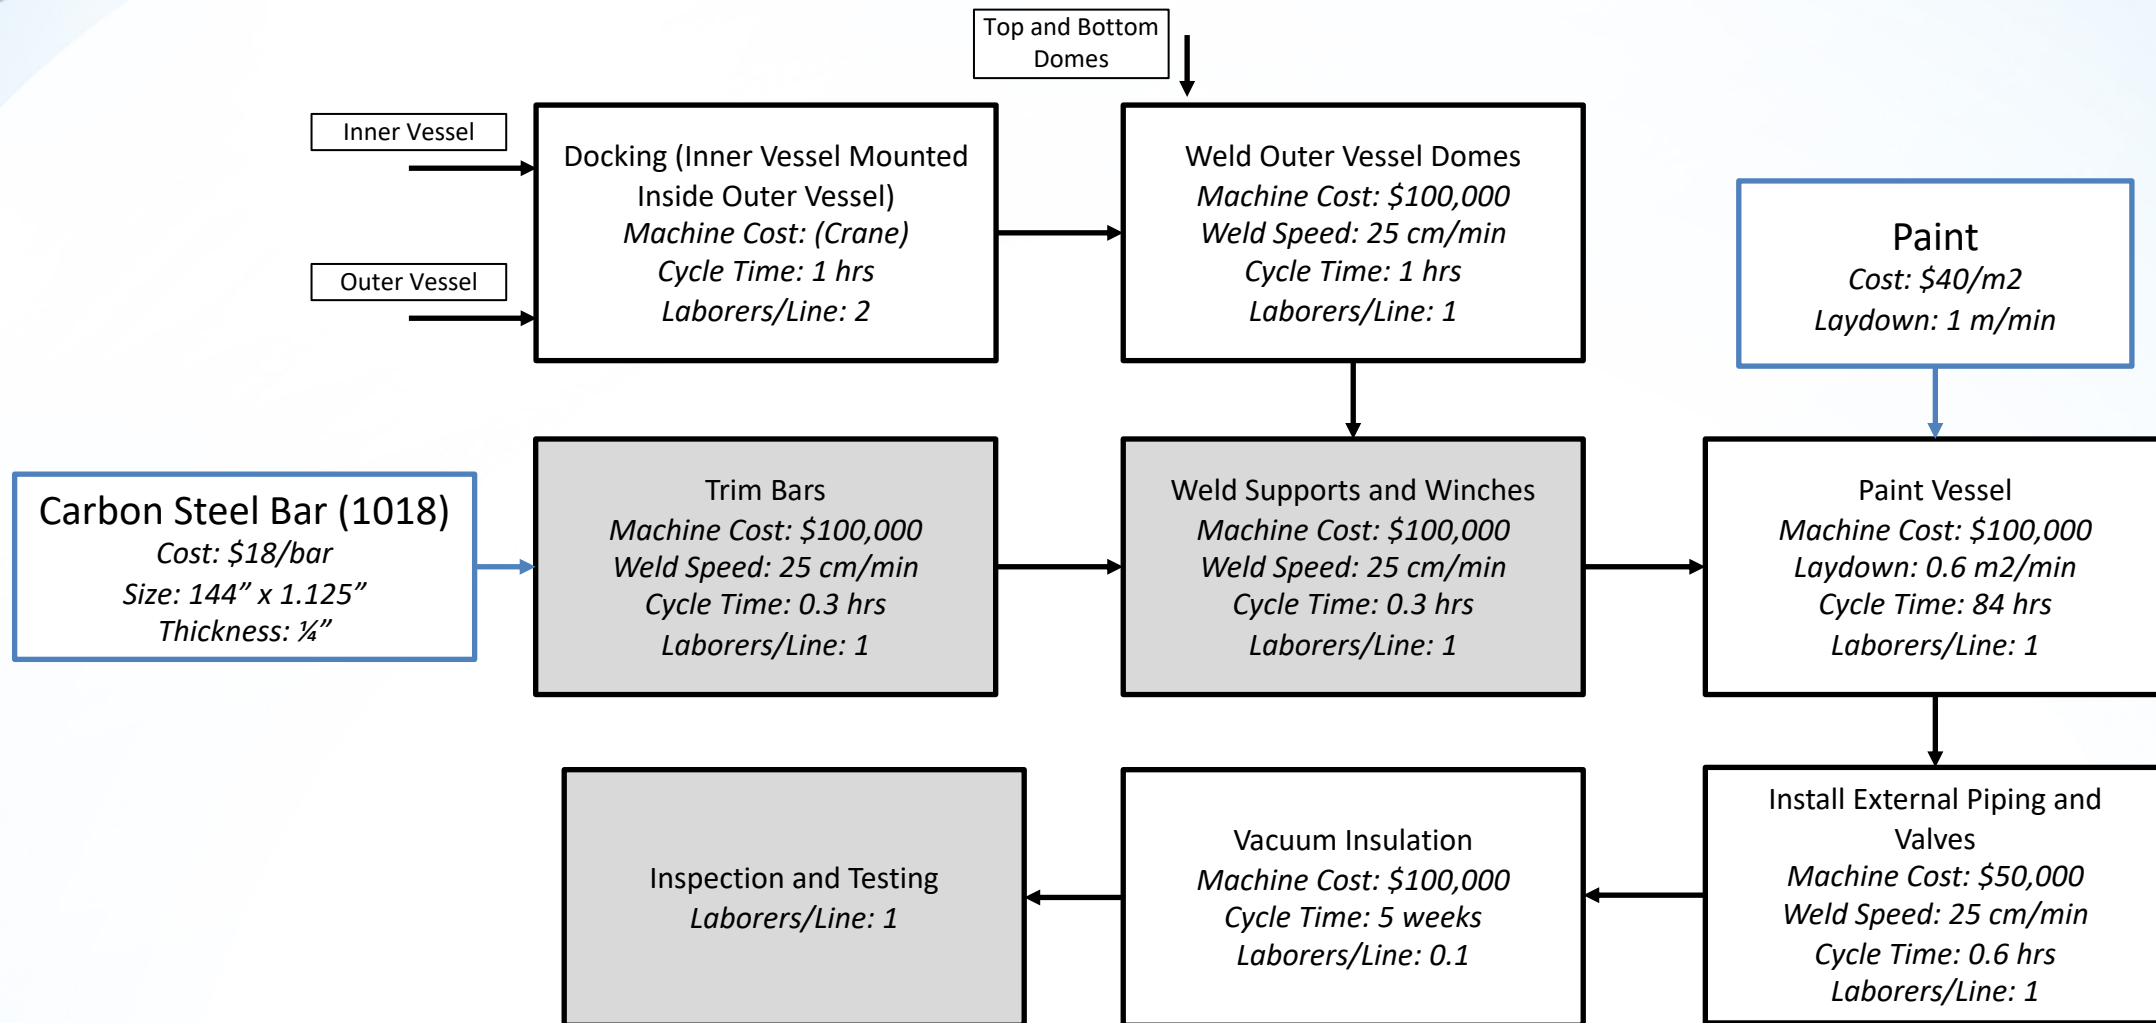 Top and Bottom
Domes
Inner Vessel
Outer Vessel
Docking (Inner Vessel Mounted
Inside Outer Vessel)
Machine Cost: (Crane)
Cycle Time: 1 hrs
Laborers/Line: 2
Weld Outer Vessel Domes
Machine Cost: $100,000
Weld Speed: 25 cm/min
Cycle Time: 1 hrs
Laborers/Line: 1
Paint
Cost: $40/m2
Laydown: 1 m/min
Carbon Steel Bar (1018)
Cost: $18/bar
Size: 144” x 1.125”
Thickness: ¼”
Trim Bars
Machine Cost: $100,000
Weld Speed: 25 cm/min
Cycle Time: 0.3 hrs
Laborers/Line: 1
Weld Supports and Winches
Machine Cost: $100,000
Weld Speed: 25 cm/min
Cycle Time: 0.3 hrs
Laborers/Line: 1
Paint Vessel
Machine Cost: $100,000
Laydown: 0.6 m2/min
Cycle Time: 84 hrs
Laborers/Line: 1
Inspection and Testing
Laborers/Line: 1
Vacuum Insulation
Machine Cost: $100,000
Cycle Time: 5 weeks
Laborers/Line: 0.1
Install External Piping and
Valves
Machine Cost: $50,000
Weld Speed: 25 cm/min
Cycle Time: 0.6 hrs
Laborers/Line: 1